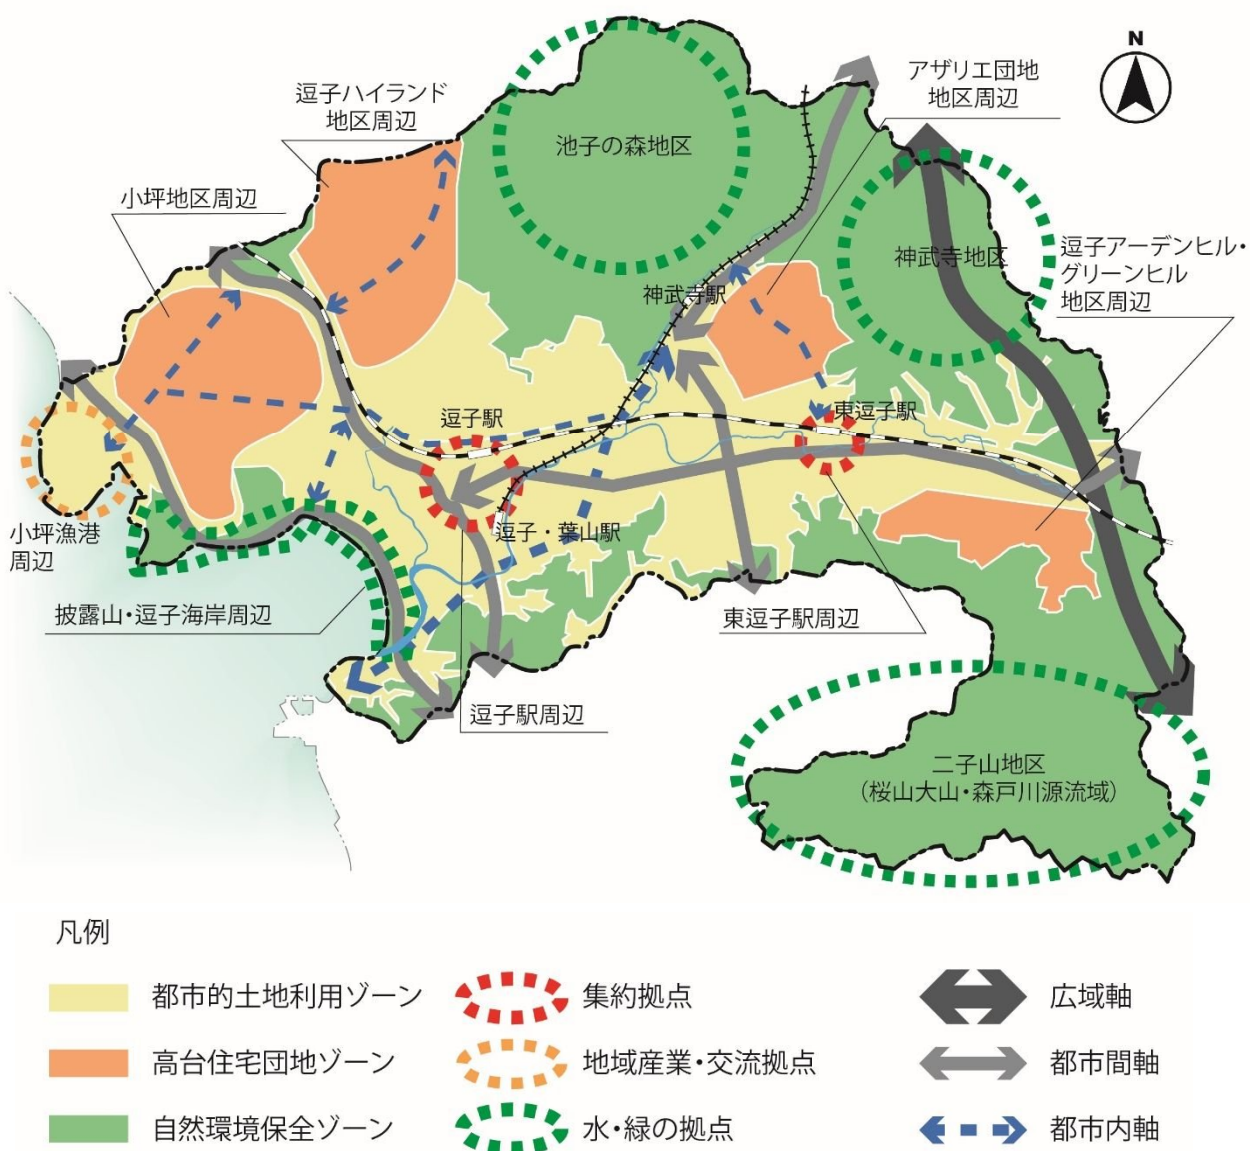 N
アザリエ団地
地区周辺
逗子ハイランド
地区周辺
池子の森地区
小坪地区周辺
神武寺地区
逗子アーデンヒル・
グリーンヒル
地区周辺
神武寺駅
逗子駅
東逗子駅
逗子・葉山駅
小坪漁港
周辺
披露山・逗子海岸周辺
東逗子駅周辺
逗子駅周辺
二子山地区
（桜山大山・森戸川源流域）
凡例
都市的土地利用ゾーン
集約拠点
広域軸
高台住宅団地ゾーン
地域産業・交流拠点
都市間軸
自然環境保全ゾーン
水・緑の拠点
都市内軸